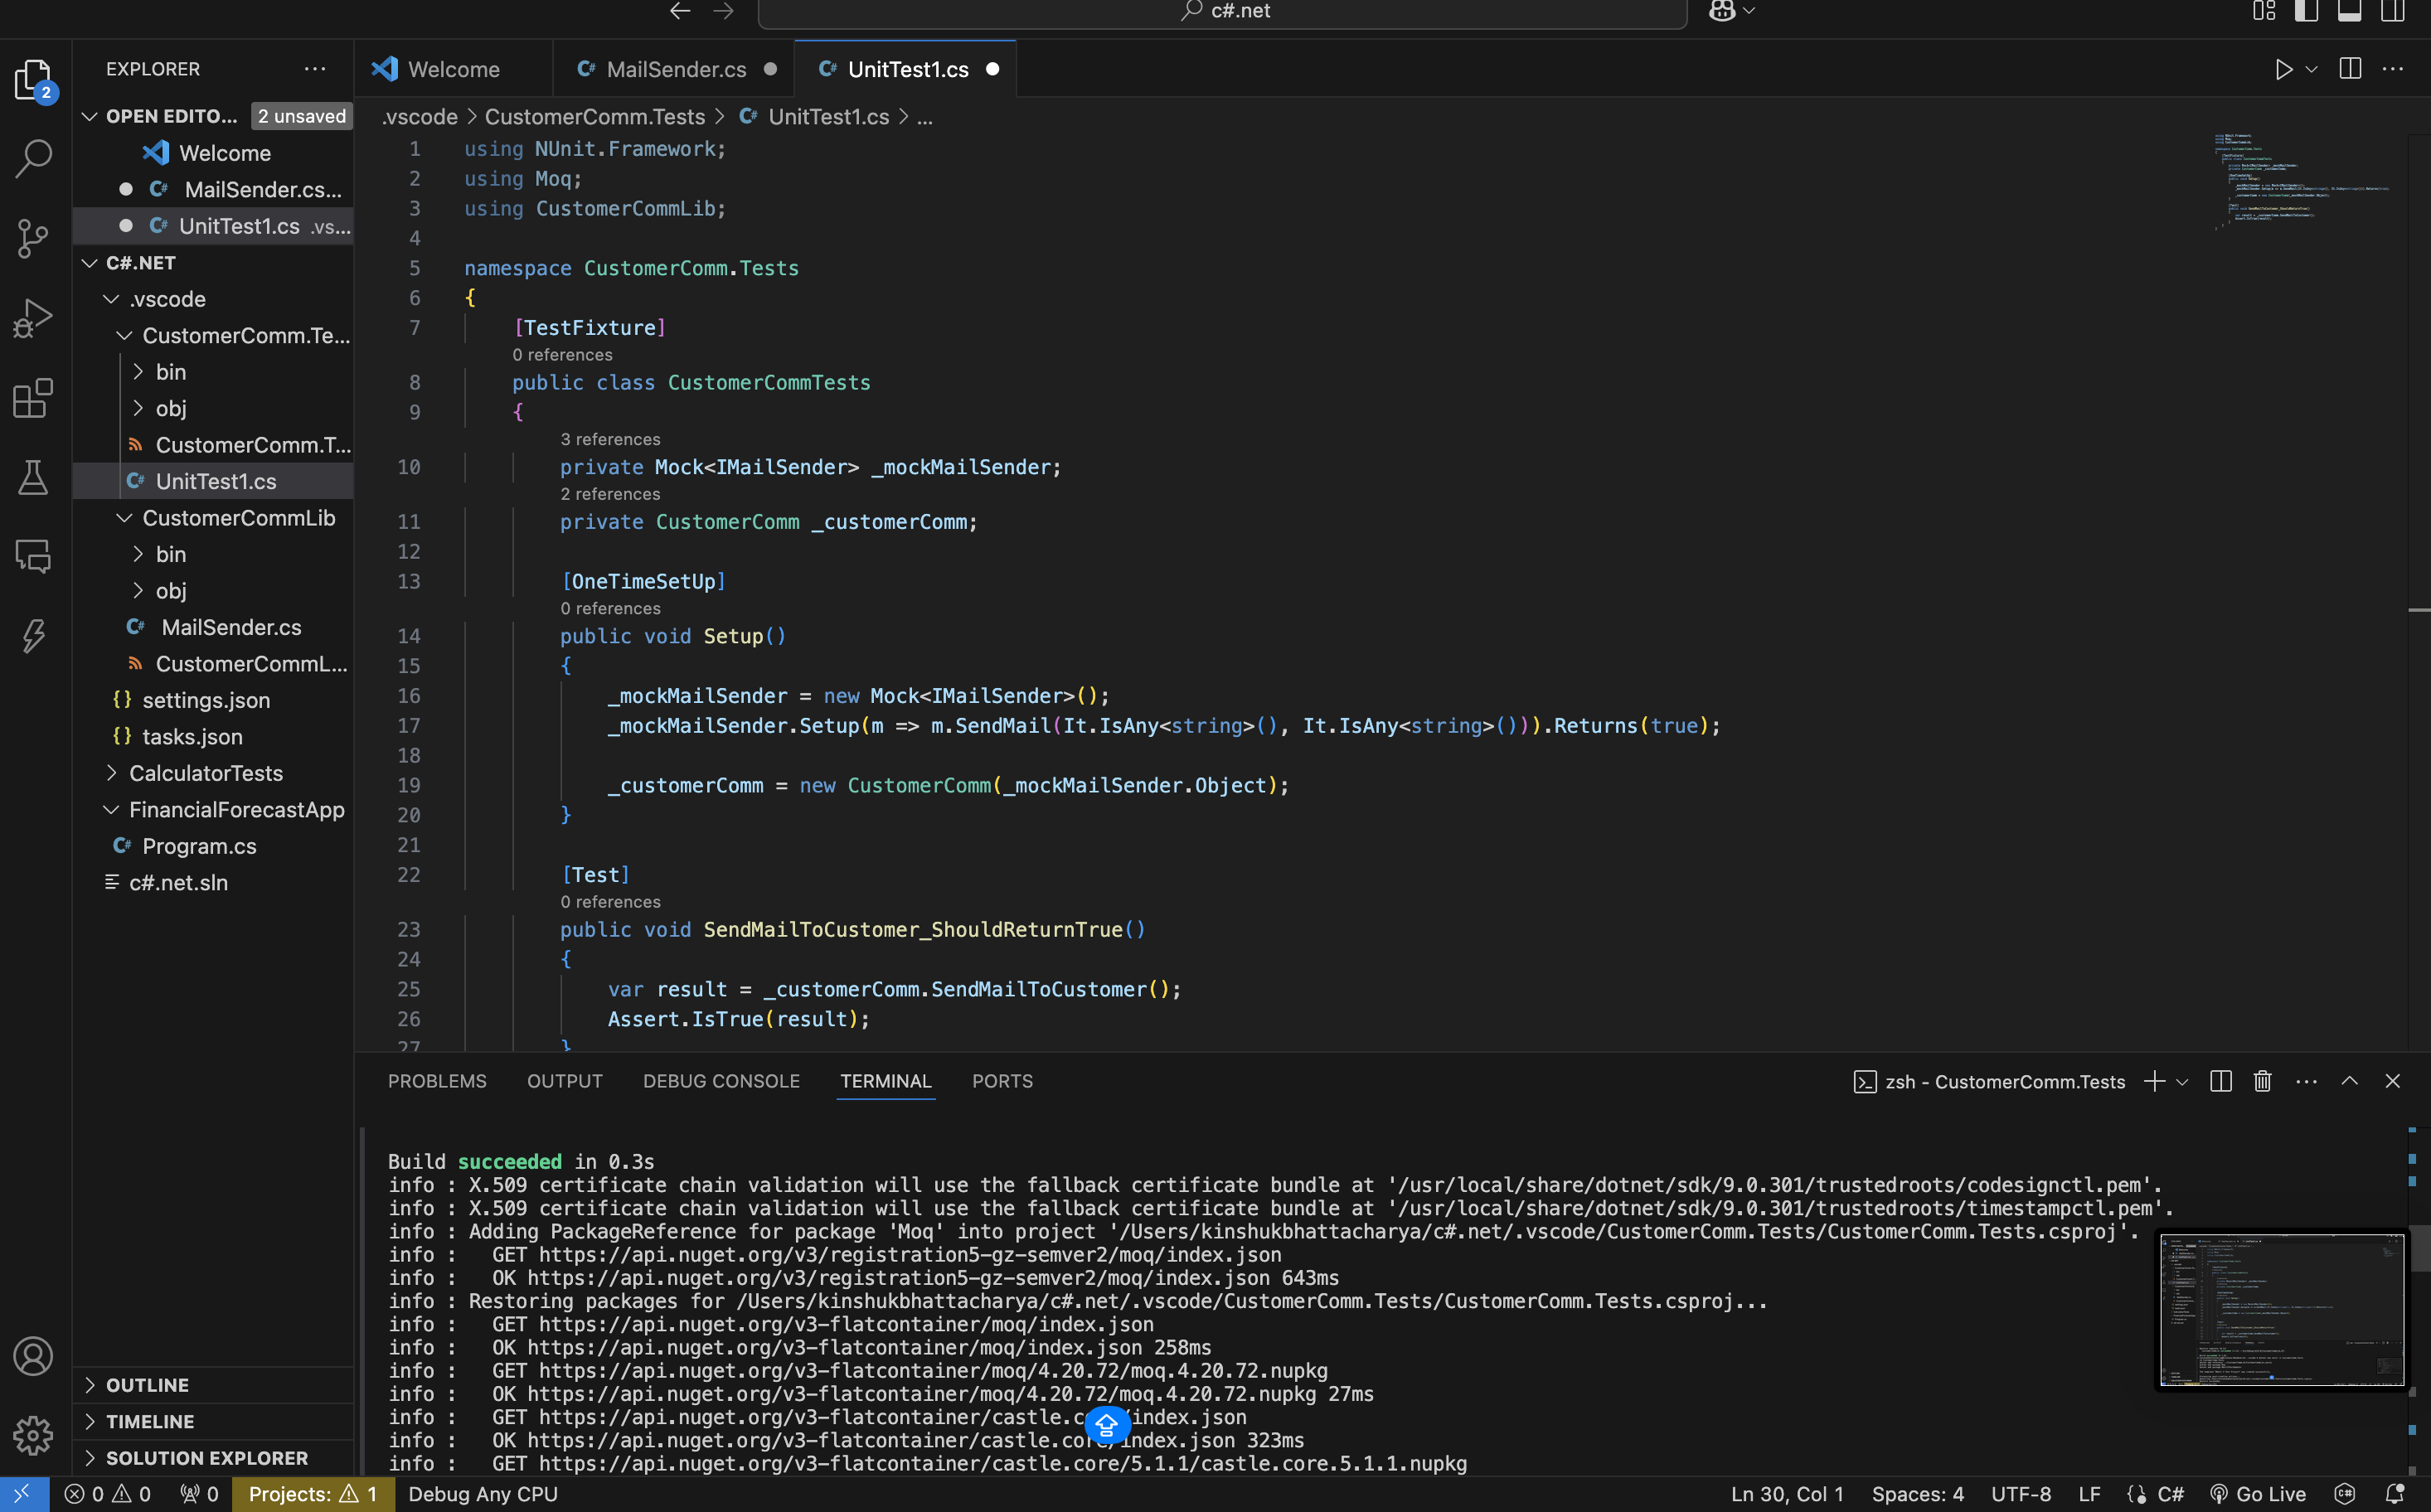 c#.net
EXPLORER
Welcome
MailSender.cs
UnitTest1.cs
OPEN EDITO... 2 unsaved
Welcome
MailSender.cs...
UnitTest1.cs .vs...
C#.NET
.vscode
CustomerComm.Te...
bin
obj
CustomerComm.T...
UnitTest1.cs
CustomerCommLib
bin
obj
MailSender.cs
CustomerCommL...
settings.json
tasks.json
CalculatorTests
FinancialForecastApp
Program.cs
c#.net.sln
OUTLINE
TIMELINE
SOLUTION EXPLORER
2
.vscode > CustomerComm.Tests > UnitTest1.cs > ...
1 using NUnit.Framework;
2 using Moq;
3 using CustomerCommLib;
4
5 namespace CustomerComm.Tests
6 {
7 [TestFixture]
0 references
8 public class CustomerCommTests
9 {
3 references
10 private Mock<IMailSender> _mockMailSender;
2 references
11 private CustomerComm _customerComm;
12
13 [OneTimeSetUp]
0 references
14 public void Setup()
15 {
16 _mockMailSender = new Mock<IMailSender>();
17 _mockMailSender.Setup(m => m.SendMail(It.IsAny<string>(), It.IsAny<string>())).Returns(true);
18
19 _customerComm = new CustomerComm(_mockMailSender.Object);
20 }
21
22 [Test]
0 references
23 public void SendMailToCustomer_ShouldReturnTrue()
24 {
25 var result = _customerComm.SendMailToCustomer();
26 Assert.IsTrue(result);
27 }
PROBLEMS OUTPUT DEBUG CONSOLE TERMINAL PORTS
zsh - CustomerComm.Tests
Build succeeded in 0.3s
info : X.509 certificate chain validation will use the fallback certificate bundle at '/usr/local/share/dotnet/sdk/9.0.301/trustedroots/codesignctl.pem'.
info : X.509 certificate chain validation will use the fallback certificate bundle at '/usr/local/share/dotnet/sdk/9.0.301/trustedroots/timestampctl.pem'.
info : Adding PackageReference for package 'Moq' into project '/Users/kinshukbhattacharya/c#.net/.vscode/CustomerComm.Tests/CustomerComm.Tests.csproj'.
info :   GET https://api.nuget.org/v3/registration5-gz-semver2/moq/index.json
info :   OK https://api.nuget.org/v3/registration5-gz-semver2/moq/index.json 643ms
info : Restoring packages for /Users/kinshukbhattacharya/c#.net/.vscode/CustomerComm.Tests/CustomerComm.Tests.csproj...
info :   GET https://api.nuget.org/v3-flatcontainer/moq/index.json
info :   OK https://api.nuget.org/v3-flatcontainer/moq/index.json 258ms
info :   GET https://api.nuget.org/v3-flatcontainer/moq/4.20.72/moq.4.20.72.nupkg
info :   OK https://api.nuget.org/v3-flatcontainer/moq/4.20.72/moq.4.20.72.nupkg 27ms
info :   GET https://api.nuget.org/v3-flatcontainer/castle.c /index.json
info :   OK https://api.nuget.org/v3-flatcontainer/castle.core/index.json 323ms
info :   GET https://api.nuget.org/v3-flatcontainer/castle.core/5.1.1/castle.core.5.1.1.nupkg
0 0 0 Projects: 1 Debug Any CPU Ln 30, Col 1 Spaces: 4 UTF-8 LF C# Go Live